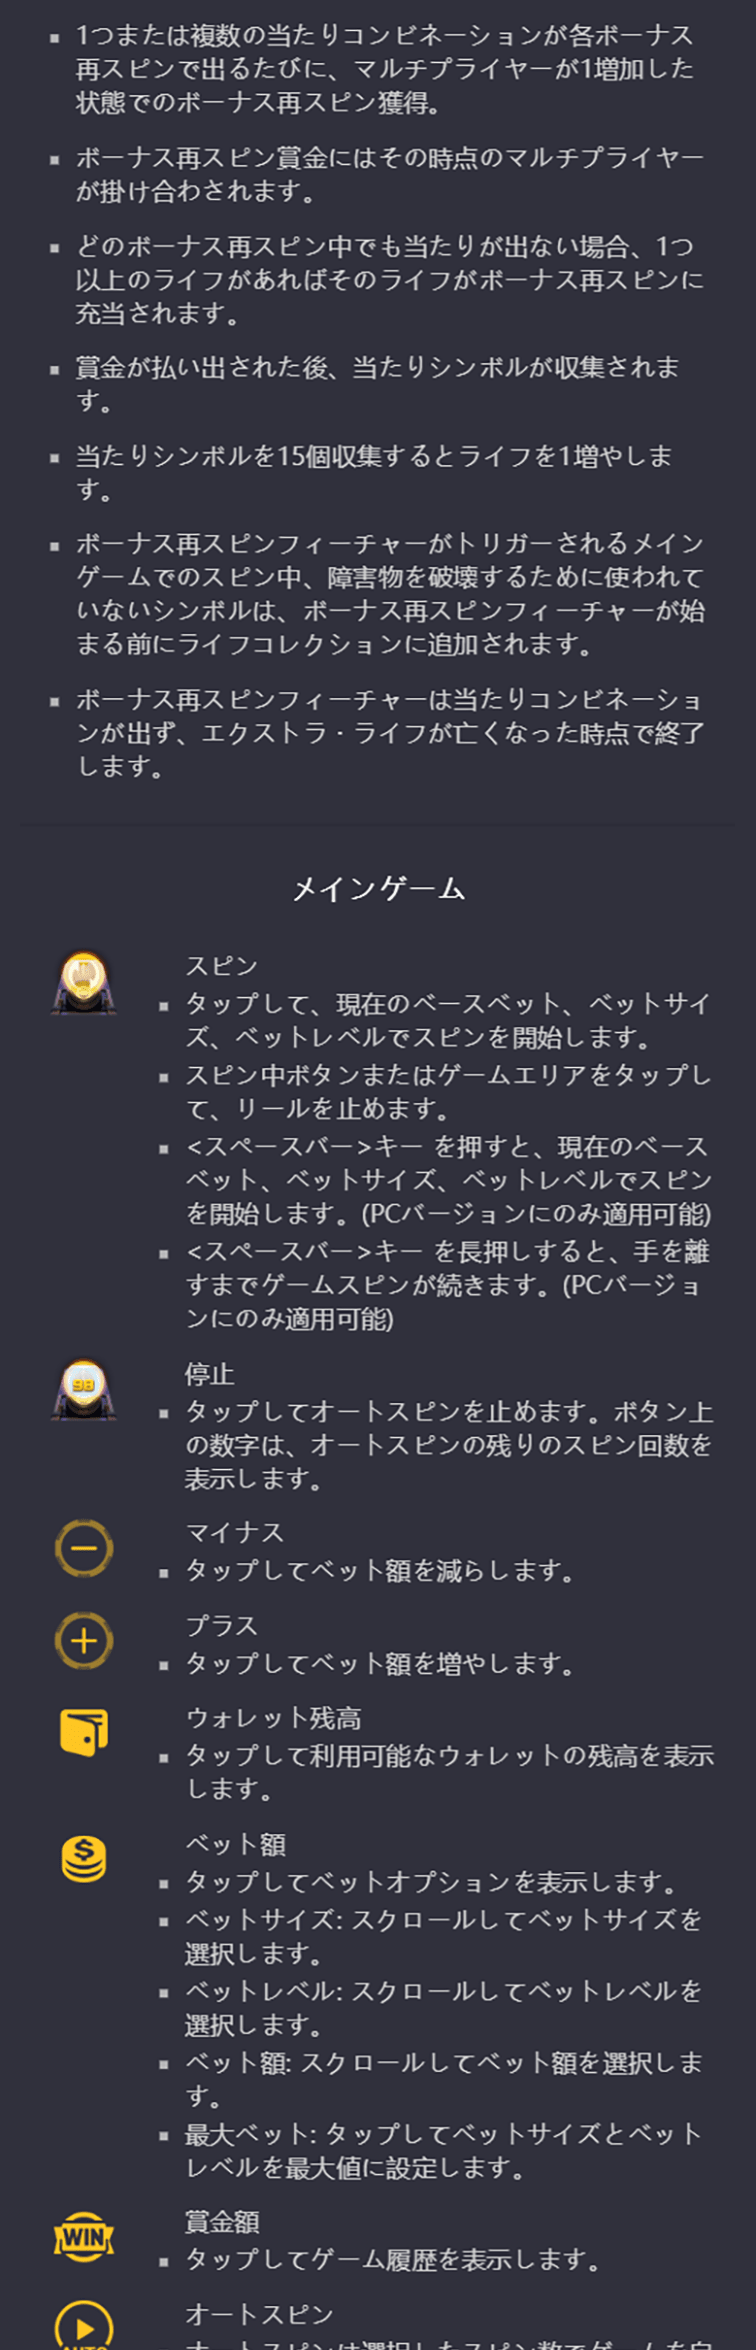 1つまたは複数の当たりコンビネーションが各ボーナス
再スピンで出るたびに、マルチプライヤーが1増加した
状態でのボーナス再スピン獲得。
ボーナス再スピン賞金にはその時点のマルチプライヤー
が掛け合わされます。
どのボーナス再スピン中でも当たりが出ない場合、1つ
以上のライフがあればそのライフがボーナス再スピンに
充当されます。
賞金が払い出された後、当たりシンボルが収集されま
す。
当たりシンボルを15個収集するとライフを1増やしま
す。
ボーナス再スピンフィーチャーがトリガーされるメイン
ゲームでのスピン中、障害物を破壊するために使われて
いないシンボルは、ボーナス再スピンフィーチャーが始
まる前にライフコレクションに追加されます。
ボーナス再スピンフィーチャーは当たりコンビネーショ
ンが出ず、エクストラ・ライフが亡くなった時点で終了
します。
メインゲーム
スピン
タップして、現在のベースベット、ベットサイ
ズ、ベットレベルでスピンを開始します。
スピン中ボタンまたはゲームエリアをタップし
て、リールを止めます。
<スペースバー>キー を押すと、現在のベース
ベット、ベットサイズ、ベットレベルでスピン
を開始します。(PCバージョンにのみ適用可能)
<スペースバー>キー を長押しすると、手を離
すまでゲームスピンが続きます。(PCバージョ
ンにのみ適用可能)
98
停止
タップしてオートスピンを止めます。ボタン上
の数字は、オートスピンの残りのスピン回数を
表示します。
マイナス
タップしてベット額を減らします。
プラス
タップしてベット額を増やします。
ウォレット残高
タップして利用可能なウォレットの残高を表示
します。
ベット額
タップしてベットオプションを表示します。
ベットサイズ: スクロールしてベットサイズを
選択します。
ベットレベル: スクロールしてベットレベルを
選択します。
ベット額: スクロールしてベット額を選択しま
す。
最大ベット: タップしてベットサイズとベット
レベルを最大値に設定します。
WIN
賞金額
タップしてゲーム履歴を表示します。
オートスピン